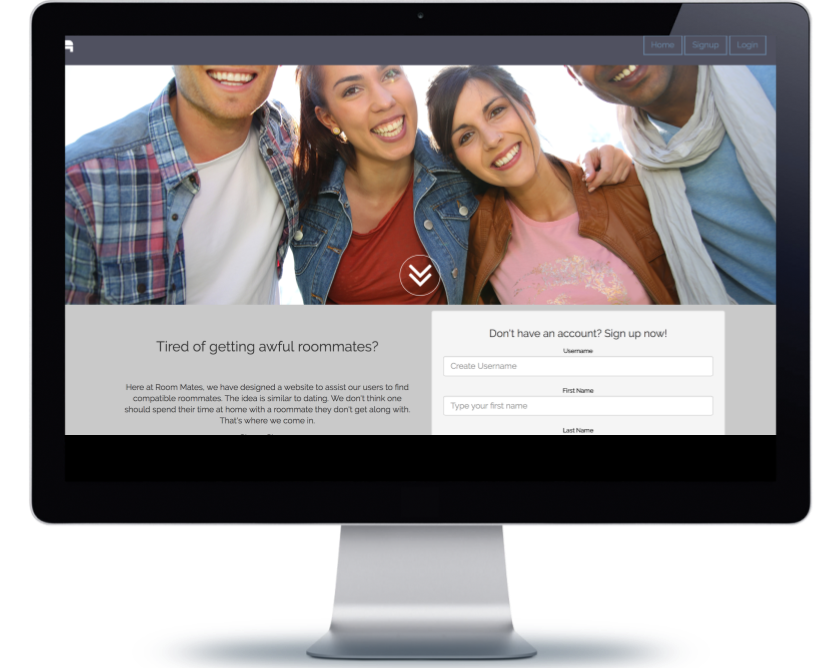 Home Signup Login
Tired of getting awful roommates?
Here at Room Mates, we have designed a website to assist our users to find
compatible roommates. The idea is similar to dating. We don't think one
should spend their time at home with a roommate they don't get along with.
That's where we come in.
Don't have an account? Sign up now!
Username
Create Username
First Name
Type your first name
Last Name